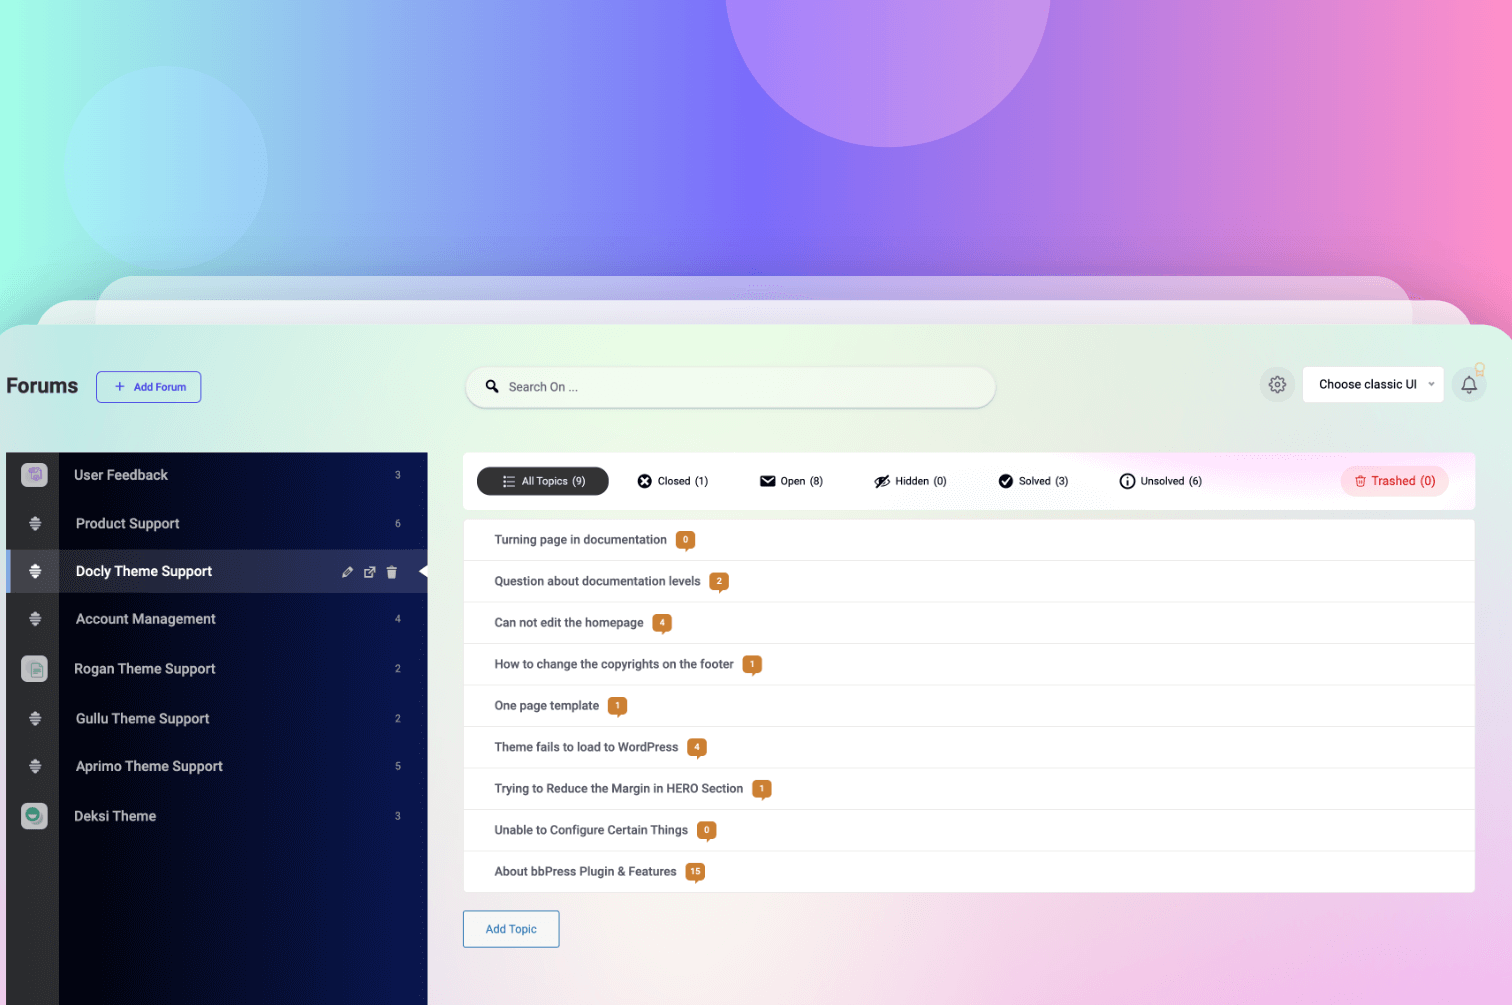 Forums
+ Add Forum
Search On ...
Choose classic UI
User Feedback 3
Product Support 6
Docly Theme Support
Account Management 4
Rogan Theme Support 2
Gullu Theme Support 2
Aprimo Theme Support 5
Deksi Theme 3
All Topics (9) Closed (1) Open (8) Hidden (0) Solved (3) Unsolved (6) Trashed (0)
Turning page in documentation 0
Question about documentation levels 2
Can not edit the homepage 4
How to change the copyrights on the footer 1
One page template 1
Theme fails to load to WordPress 4
Trying to Reduce the Margin in HERO Section 1
Unable to Configure Certain Things 0
About bbPress Plugin & Features 15
Add Topic